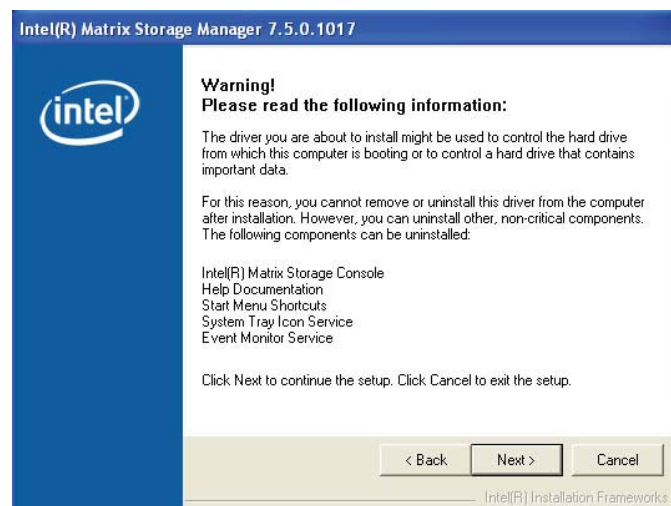 Intel(R) Matrix Storage Manager 7.5.0.1017
intel
Warning!
Please read the following information:
The driver you are about to install might be used to control the hard drive
from which this computer is booting or to control a hard drive that contains
important data.
For this reason, you cannot remove or uninstall this driver from the computer
after installation. However, you can uninstall other, non-critical components.
The following components can be uninstalled:
Intel(R) Matrix Storage Console
Help Documentation
Start Menu Shortcuts
System Tray Icon Service
Event Monitor Service
Click Next to continue the setup. Click Cancel to exit the setup.
< Back Next > Cancel
Intel(R) Installation Frameworks